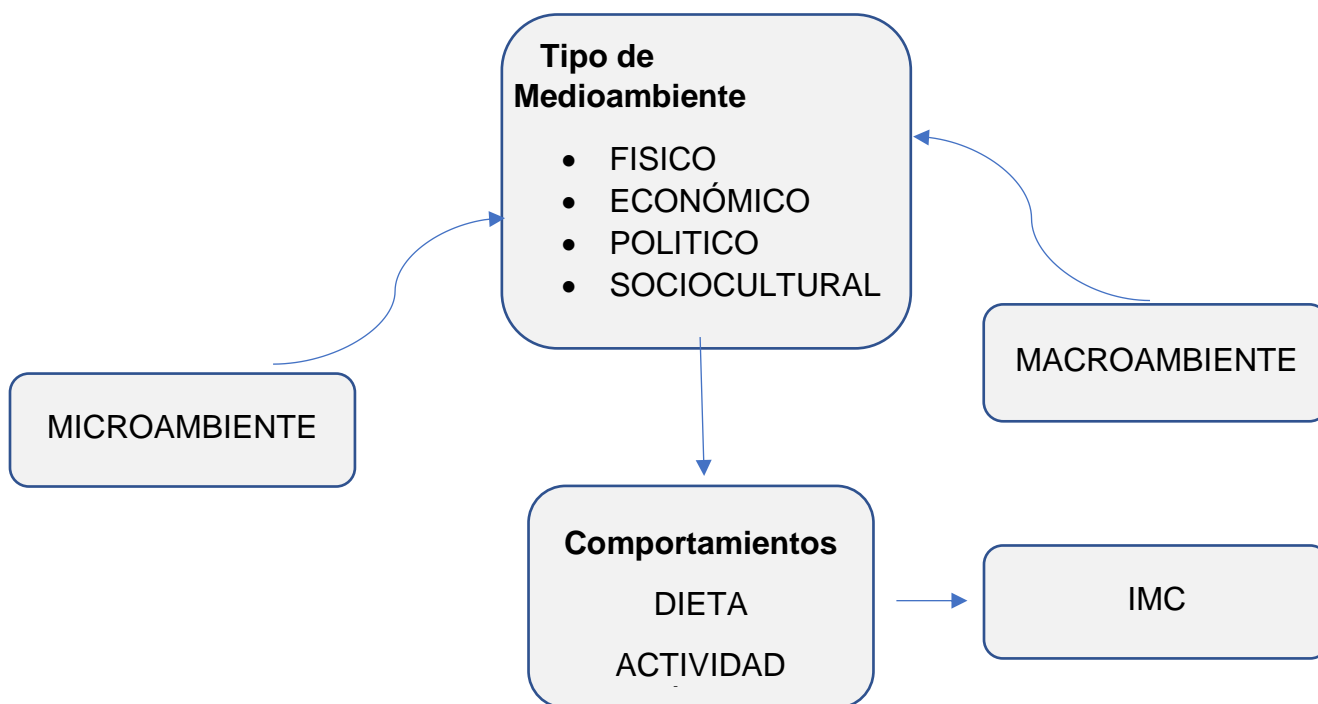 Tipo de
Medioambiente
• FISICO
• ECONÓMICO
• POLITICO
• SOCIOCULTURAL
MACROAMBIENTE
MICROAMBIENTE
Comportamientos
DIETA
IMC
ACTIVIDAD